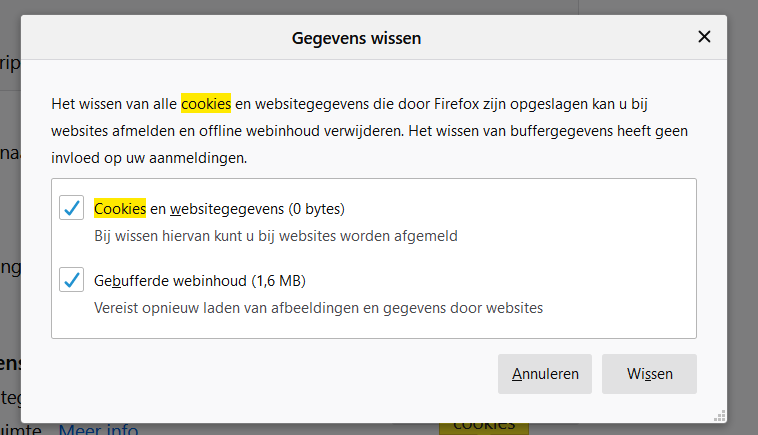 Gegevens wissen
Het wissen van alle cookies en websitegegevens die door Firefox zijn opgeslagen kan u bij
websites afmelden en offline webinhoud verwijderen. Het wissen van buffergegevens heeft geen
invloed op uw aanmeldingen.
Cookies en websitegegevens (0 bytes)
Bij wissen hiervan kunt u bij websites worden afgemeld
Gebufferde webinhoud (1,6 MB)
Vereist opnieuw laden van afbeeldingen en gegevens door websites
Annuleren Wissen
Meer info cookies